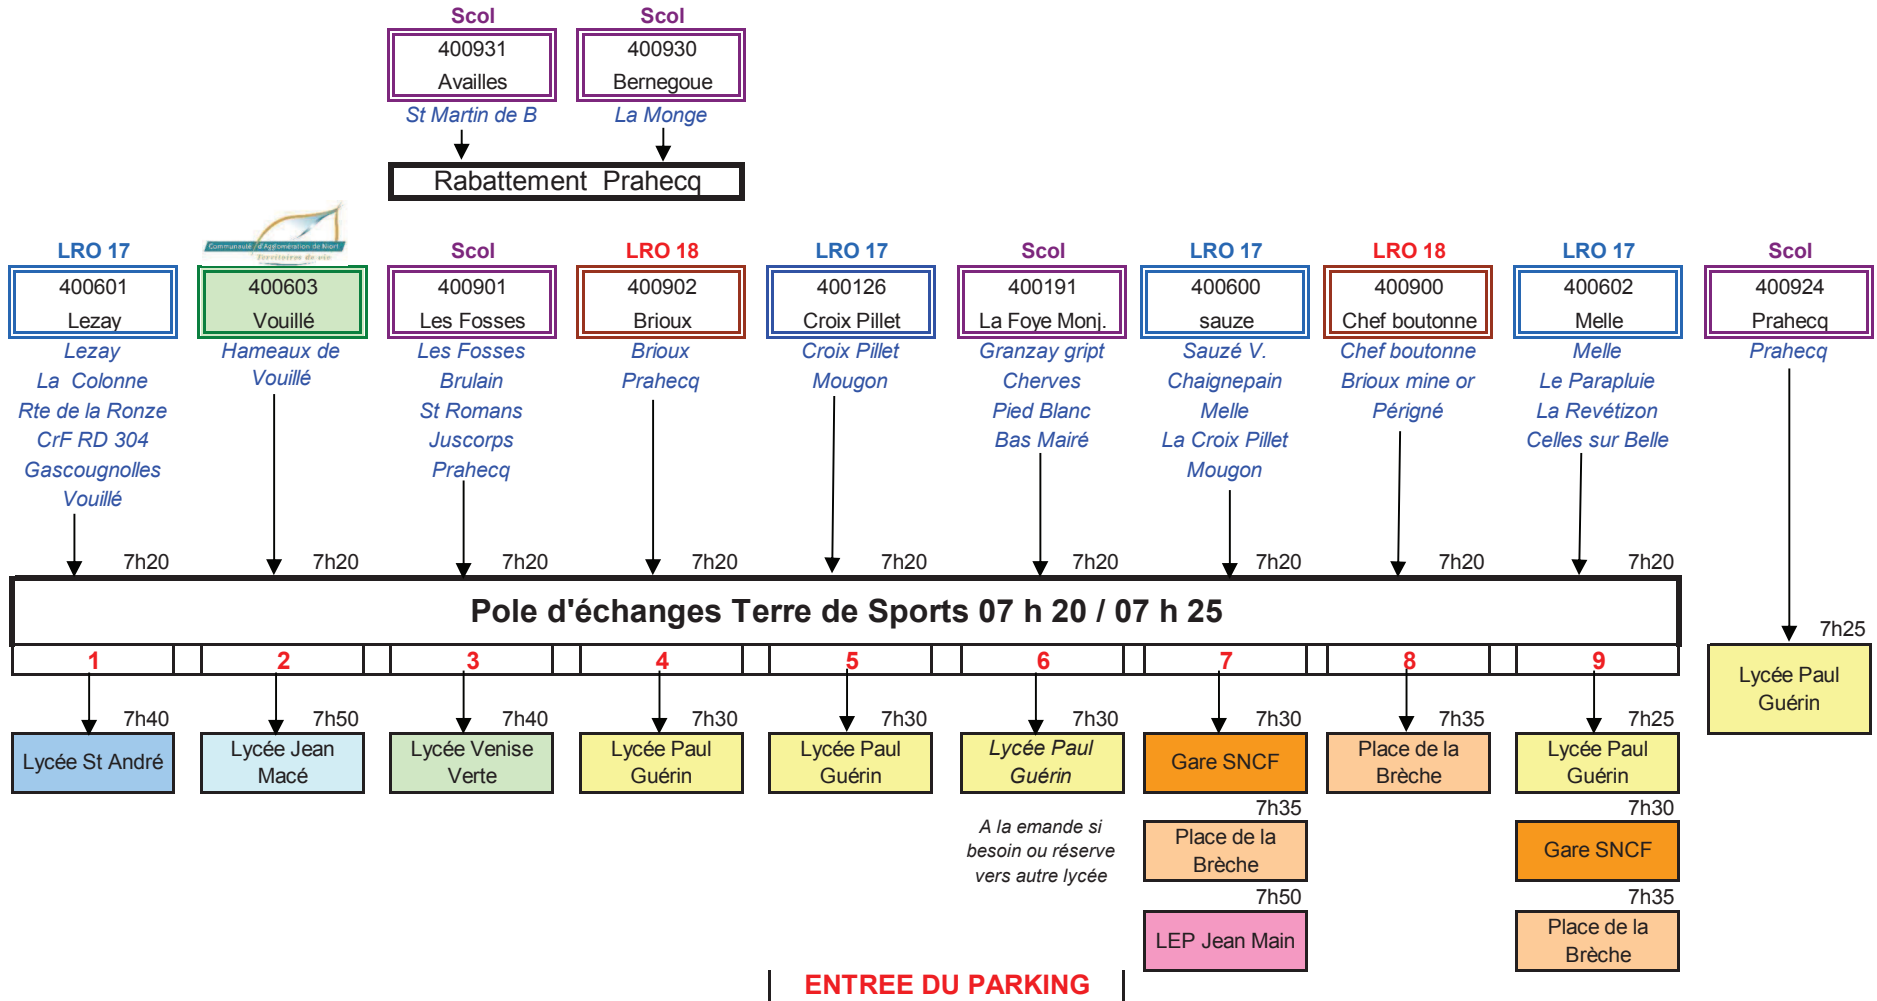 Scol
Scol
400931
Availles
400930
Bernegoue
St Martin de B
La Monge
Rabattement Prahecq
Communauté d'Agglomération de Niort
Territoires de vie
LRO 17
Scol
LRO 18
LRO 17
Scol
LRO 17
LRO 18
LRO 17
Scol
400601
Lezay
400603
Vouillé
400901
Les Fosses
400902
Brioux
400126
Croix Pillet
400191
La Foye Monj.
400600
sauze
400900
Chef boutonne
400602
Melle
400924
Prahecq
Lezay
La Colonne
Rte de la Ronze
CrF RD 304
Gascougnolles
Vouillé
Hameaux de
Vouillé
Les Fosses
Brulain
St Romans
Juscorps
Prahecq
Brioux
Prahecq
Croix Pillet
Mougon
Granzay gript
Cherves
Pied Blanc
Bas Mairé
Sauzé V.
Chaignepain
Melle
La Croix Pillet
Mougon
Chef boutonne
Brioux mine or
Périgné
Melle
Le Parapluie
La Revétizon
Celles sur Belle
Prahecq
7h20
7h20
7h20
7h20
7h20
7h20
7h20
7h20
7h20
Pole d'échanges Terre de Sports 07 h 20 / 07 h 25
7h25
Lycée Paul
Guérin
1
2
3
4
5
6
7
8
9
7h40
Lycée St André
7h50
Lycée Jean
Macé
7h40
Lycée Venise
Verte
7h30
Lycée Paul
Guérin
7h30
Lycée Paul
Guérin
7h30
Lycée Paul
Guérin
A la emande si
besoin ou réserve
vers autre lycée
7h30
Gare SNCF
7h35
Place de la
Brèche
7h50
LEP Jean Main
7h35
Place de la
Brèche
7h25
Lycée Paul
Guérin
7h30
Gare SNCF
7h35
Place de la
Brèche
ENTREE DU PARKING